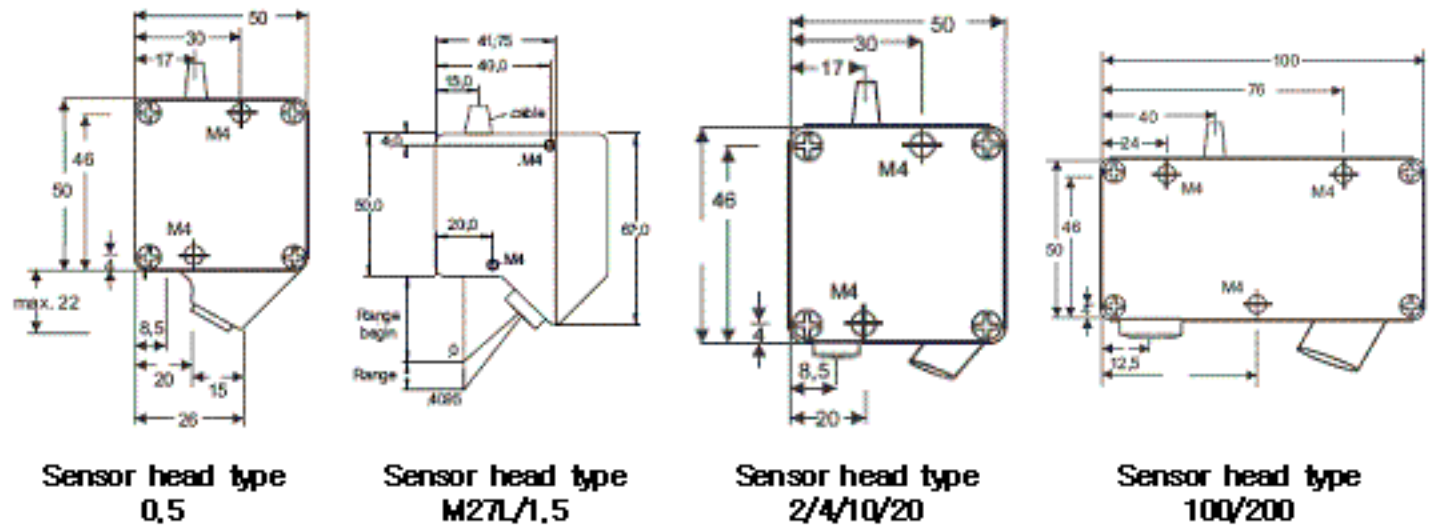 50
30
17
M4
46
50
M4
4
max. 22
8,5
20
15
26
Sensor head type
0,5
41,75
40,0
15,0
cable
4,0
.M4
50,0
20,0
67,0
M4
Range
begin
0
Range
4095
Sensor head type
M27L/1,5
50
30
17
M4
46
M4
4
8,5
20
Sensor head type
2/4/10/20
100
76
40
24
M4
M4
46
50
M4
4
12,5
Sensor head type
100/200